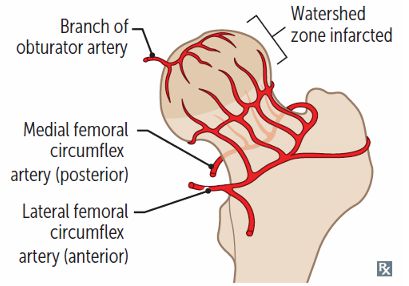 Branch of
obturator artery
Watershed
zone infarcted
Medial femoral
circumflex
artery (posterior)
Lateral femoral
circumflex
artery (anterior)
Rx